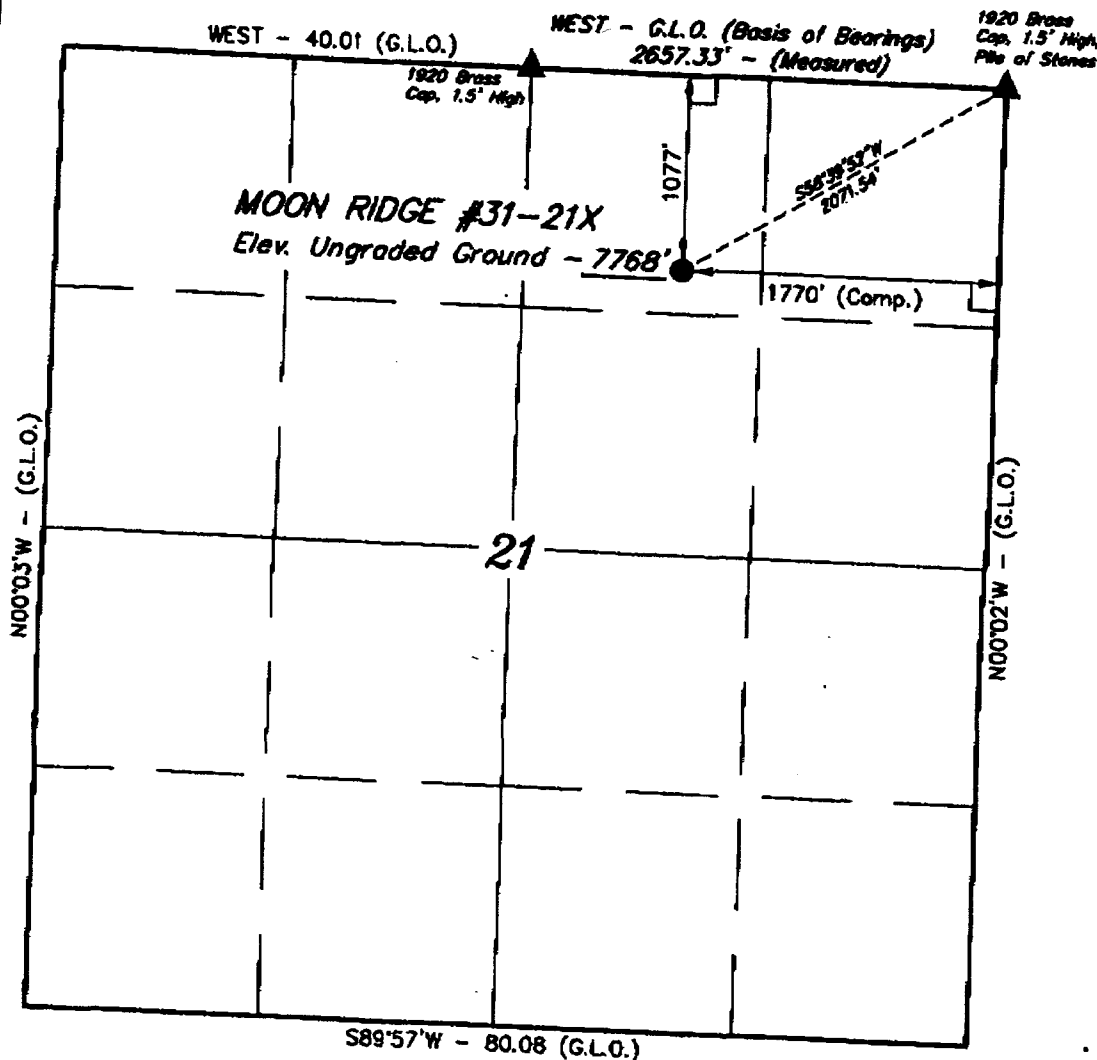 WEST - 40.01 (G.L.O.)
WEST - G.L.O. (Basis of Bearings)
2657.33' - (Measured)
1920 Brass
Cap, 1.5' High,
Pile of Stones
1920 Brass
Cap, 1.5' High
1077'
2071.54'
MOON RIDGE #31-21X
Elev. Ungraded Ground - 7768'
1770' (Comp.)
N00°03'W - (G.L.O.)
21
N00°02'W - (G.L.O.)
S89°57'W - 80.08 (G.L.O.)